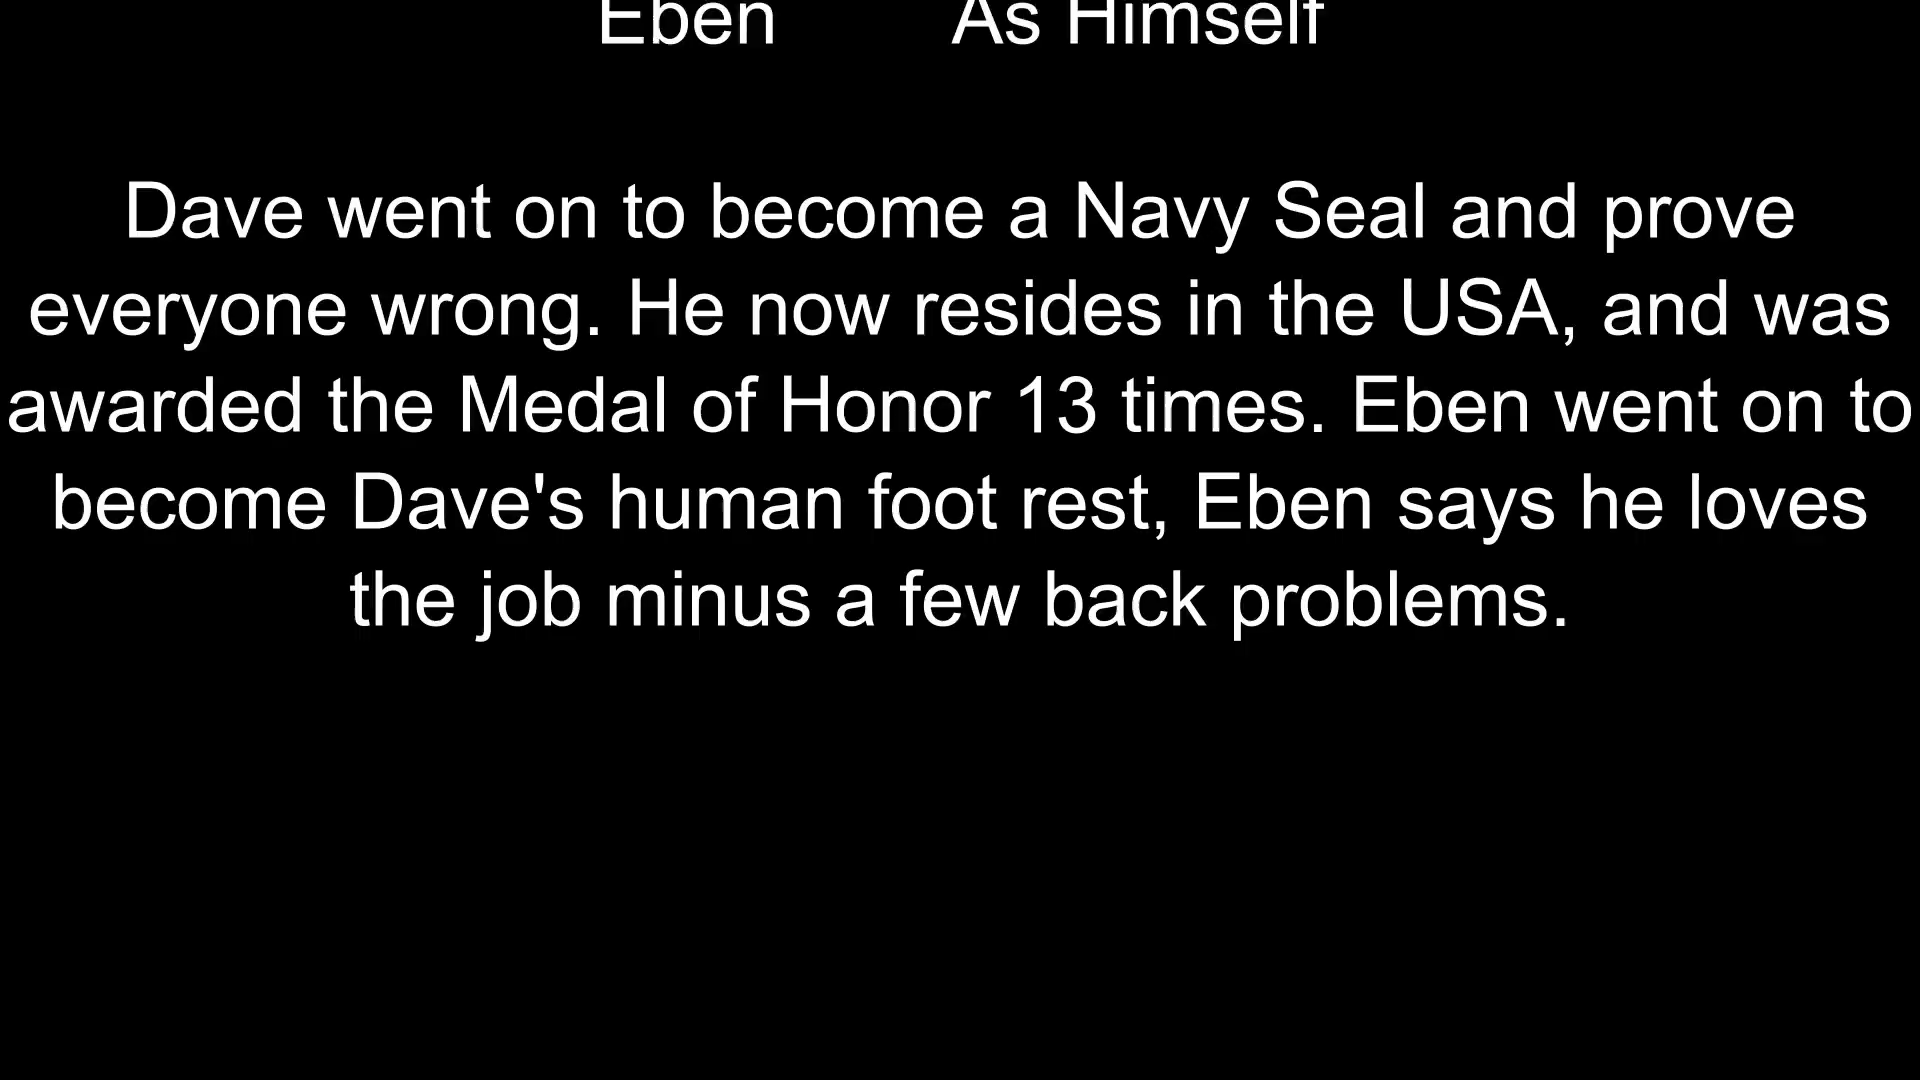 Eben As Himself
Dave went on to become a Navy Seal and prove
everyone wrong. He now resides in the USA, and was
awarded the Medal of Honor 13 times. Eben went on to
become Dave's human foot rest, Eben says he loves
the job minus a few back problems.